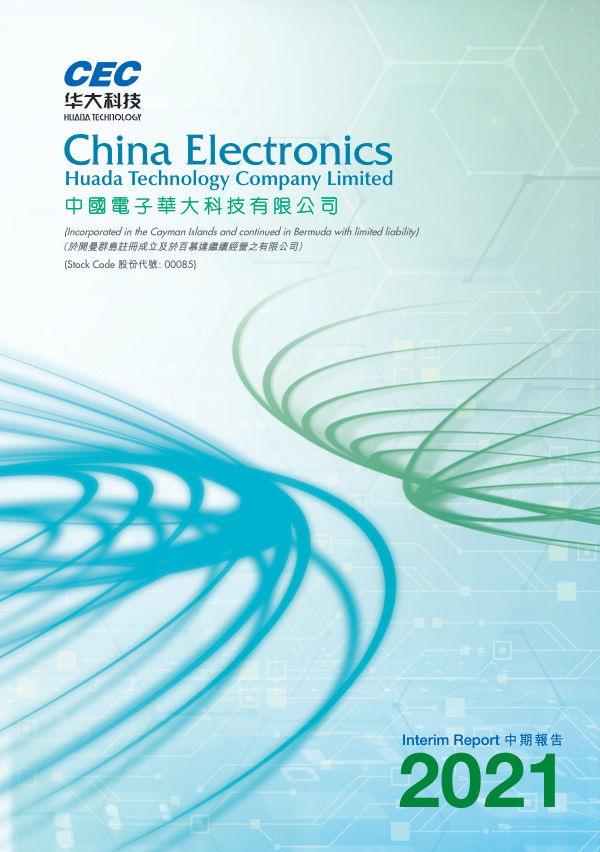 CEC
华大科技
HUADA TECHNOLOGY
China Electronics
Huada Technology Company Limited
中國電子華大科技有限公司
(Incorporated in the Cayman Islands and continued in Bermuda with limited liability)
（於開曼群島註冊成立及於百慕達繼續經營之有限公司）
(Stock Code 股份代號: 00085)
Interim Report 中期報告
2021